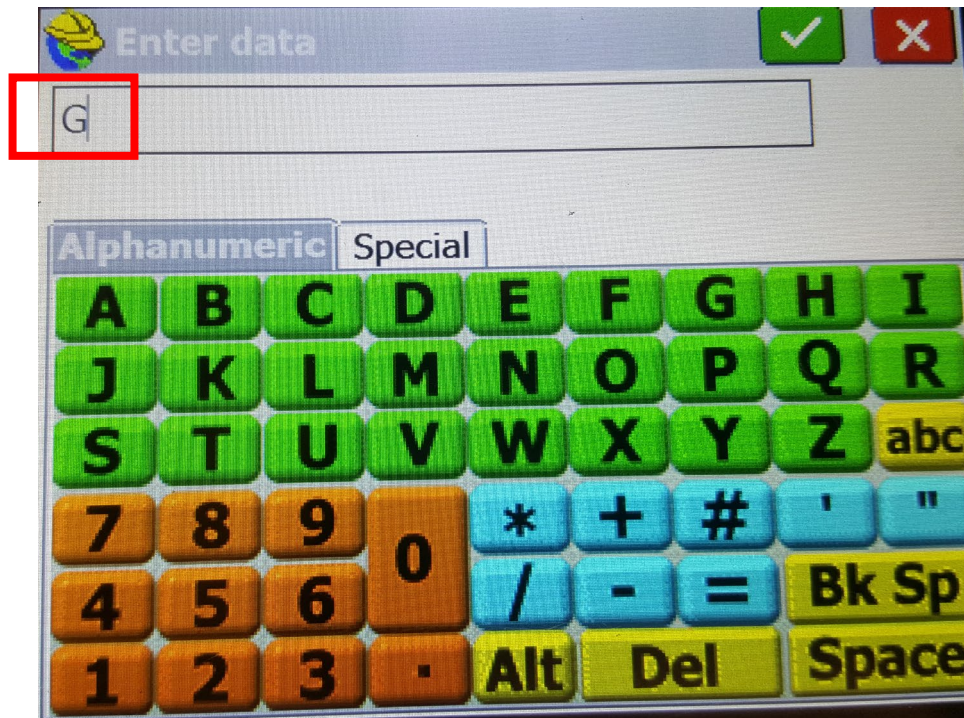 Enter data
G
Alphanumeric Special
A B C D E F G H I
J K L M N O P Q R
S T U V W X Y Z abc
7 8 9 0 * + # ' "
4 5 6 / - = Bk Sp
1 2 3 . Alt Del Space